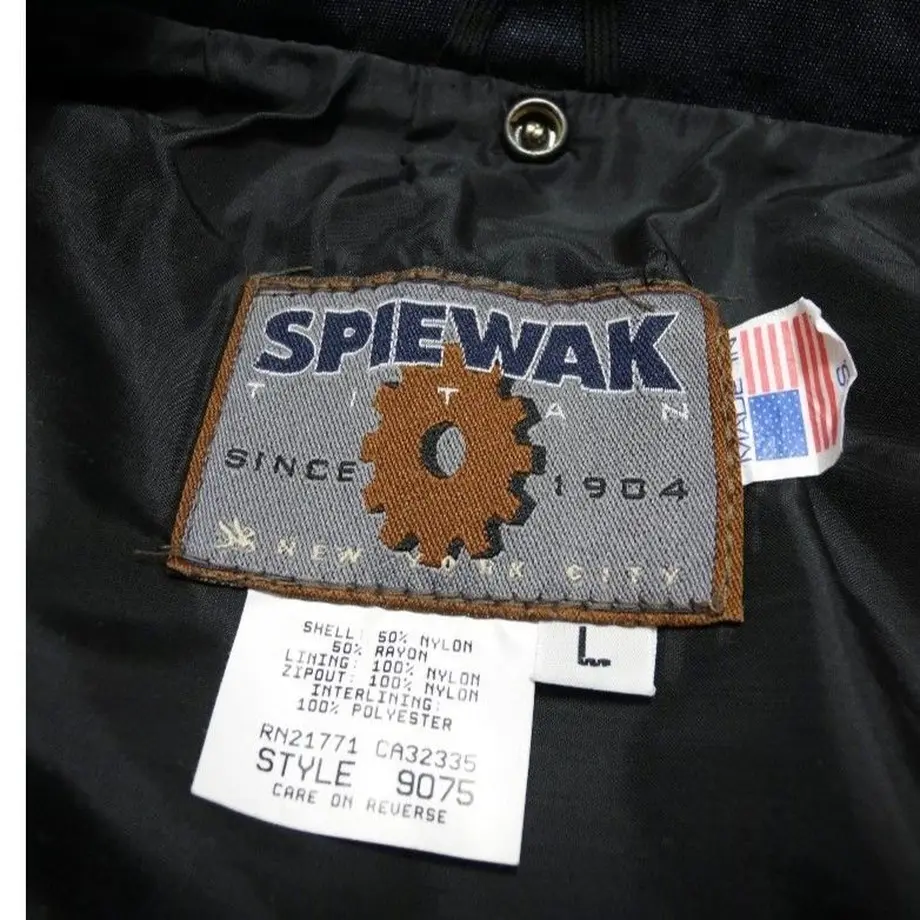 SPIEWAK
TITAN
SINCE 1904
NEW YORK CITY
MADE IN
S.
L
SHELL: 50% NYLON
50% RAYON
LINING: 100% NYLON
ZIPOUT: 100% NYLON
INTERLINING:
100% POLYESTER
RN21771 CA32335
STYLE 9075
CARE ON REVERSE